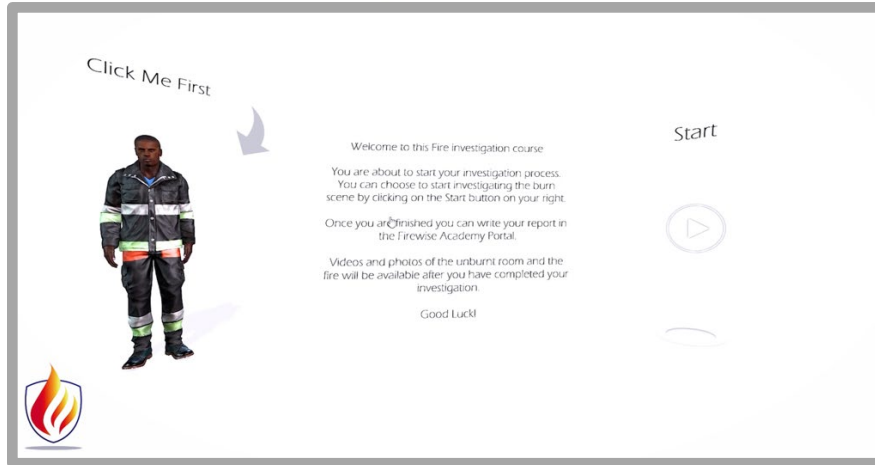 Click Me First
Welcome to this Fire investigation course
You are about to start your investigation process.
You can choose to start investigating the burn
scene by clicking on the Start button on your right.
Once you are finished you can write your report in
the Firewise Academy Portal.
Videos and photos of the unburnt room and the
fire will be available after you have completed your
investigation.
Good Luck!
Start